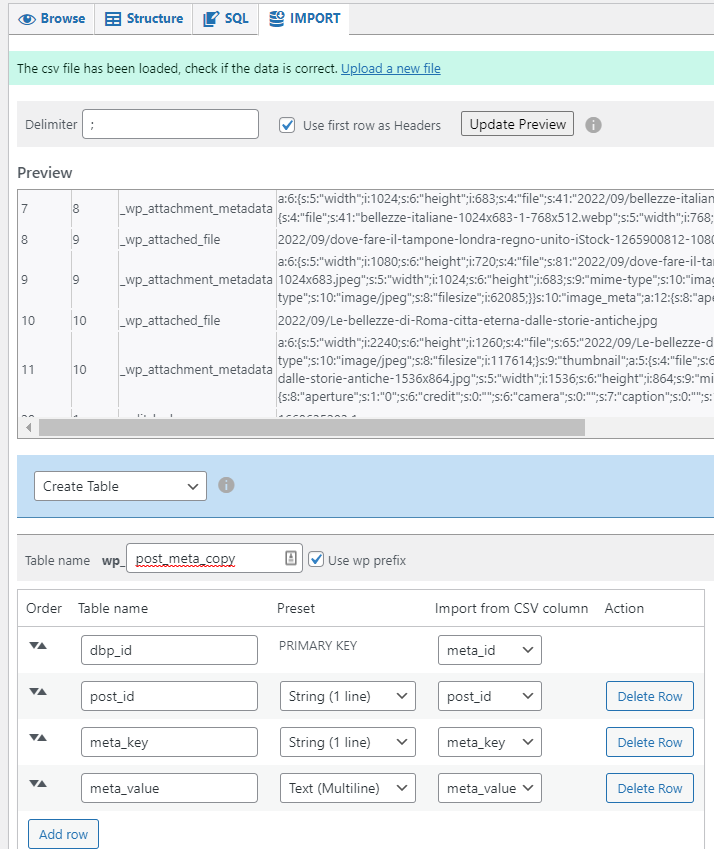 Browse Structure SQL IMPORT
The csv file has been loaded, check if the data is correct. Upload a new file
Delimiter ; Use first row as Headers Update Preview
Preview
7 8 _wp_attachment_metadata a:6:{s:5:"width";i:1024;s:6:"height";i:683;s:4:"file";s:41:"2022/09/bellezze-italiane
{s:4:"file";s:41:"bellezze-italiane-1024x683-1-768x512.webp";s:5:"width";i:768;
8 9 _wp_attached_file 2022/09/dove-fare-il-tampone-londra-regno-unito-iStock-1265900812-1080
9 9 _wp_attachment_metadata a:6:{s:5:"width";i:1080;s:6:"height";i:720;s:4:"file";s:81:"2022/09/dove-fare-il-tam
1024x683.jpeg";s:5:"width";i:1024;s:6:"height";i:683;s:9:"mime-type";s:10:"imag
type";s:10:"image/jpeg";s:8:"filesize";i:62085;}}s:10:"image_meta";a:12:{s:8:"ape
10 10 _wp_attached_file 2022/09/Le-bellezze-di-Roma-citta-eterna-dalle-storie-antiche.jpg
11 10 _wp_attachment_metadata a:6:{s:5:"width";i:2240;s:6:"height";i:1260;s:4:"file";s:65:"2022/09/Le-bellezze-d
type";s:10:"image/jpeg";s:8:"filesize";i:117614;}s:9:"thumbnail";a:5:{s:4:"file";s:6
dalle-storie-antiche-1536x864.jpg";s:5:"width";i:1536;s:6:"height";i:864;s:9:"mi
{s:8:"aperture";s:1:"0";s:6:"credit";s:0:"";s:6:"camera";s:0:"";s:7:"caption";s:0:"";s:
Create Table
Table name wp_ post_meta_copy Use wp prefix
Order Table name Preset Import from CSV column Action
dbp_id PRIMARY KEY meta_id
post_id String (1 line) post_id Delete Row
meta_key String (1 line) meta_key Delete Row
meta_value Text (Multiline) meta_value Delete Row
Add row